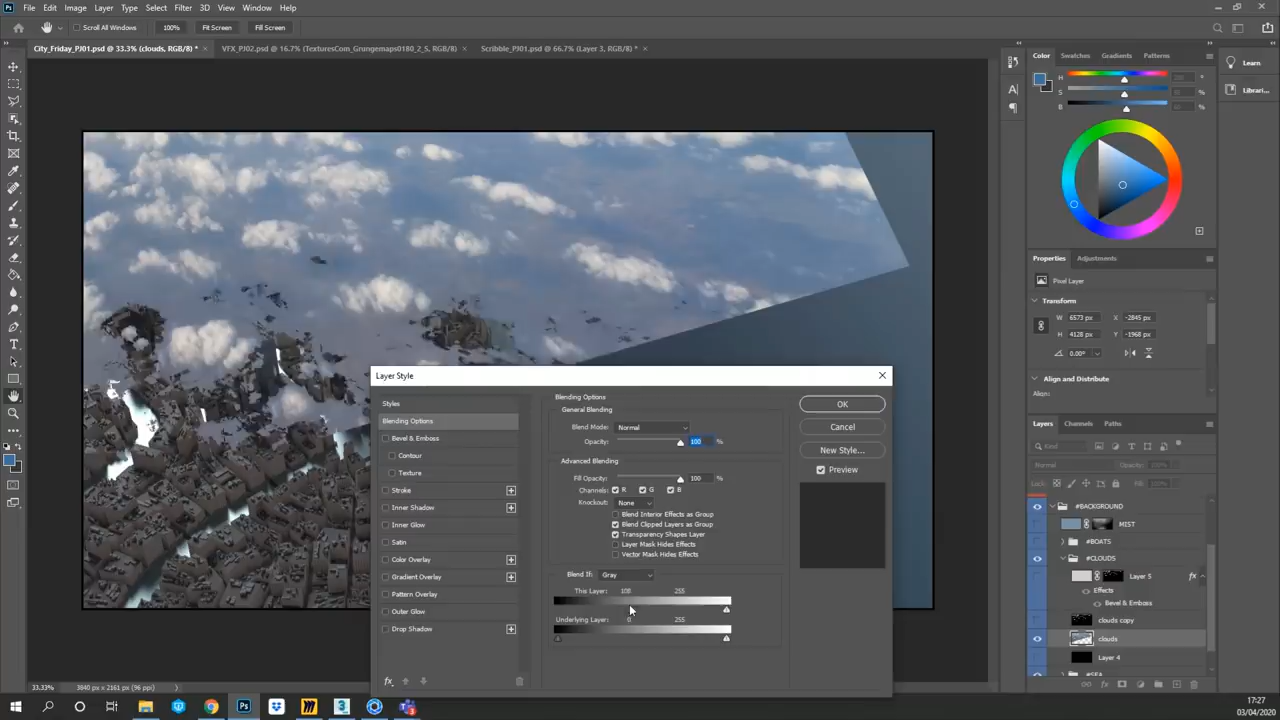 File Edit Image Layer Type Select Filter 3D View Window Help
Scroll All Windows 100% Fit Screen Fill Screen
City_Friday_PJ01.psd @ 33.3% (clouds, RGB/8) * × VFX_PJ02.psd @ 16.7% (TexturesCom_Grungemaps0180_2_S, RGB/8) * × Scribble_PJ01.psd @ 66.7% (Layer 3, RGB/8) * ×
Color Swatches Gradients Patterns
Learn
Librari...
H
S
B
Properties Adjustments
Pixel Layer
Transform
W 6573 px X -2845 px
H 4128 px Y -1968 px
0.00°
Align and Distribute
Align:
Layers Channels Paths
Kind
Normal Opacity: 100%
Lock: Fill: 100%
#BACKGROUND
MIST
#BOATS
#CLOUDS
Layer 5 fx
Effects
Bevel & Emboss
clouds copy
clouds
Layer 4
#SEA
Layer Style
Styles
Blending Options
Bevel & Emboss
Contour
Texture
Stroke
Inner Shadow
Inner Glow
Satin
Color Overlay
Gradient Overlay
Pattern Overlay
Outer Glow
Drop Shadow
fx
Blending Options
General Blending
Blend Mode: Normal
Opacity: 100 %
Advanced Blending
Fill Opacity: 100 %
Channels: R G B
Knockout: None
Blend Interior Effects as Group
Blend Clipped Layers as Group
Transparency Shapes Layer
Layer Mask Hides Effects
Vector Mask Hides Effects
Blend If: Gray
This Layer: 108 255
Underlying Layer: 0 255
OK
Cancel
New Style...
Preview
33.33% 3840 px x 2161 px (96 ppi)
17:27
03/04/2020